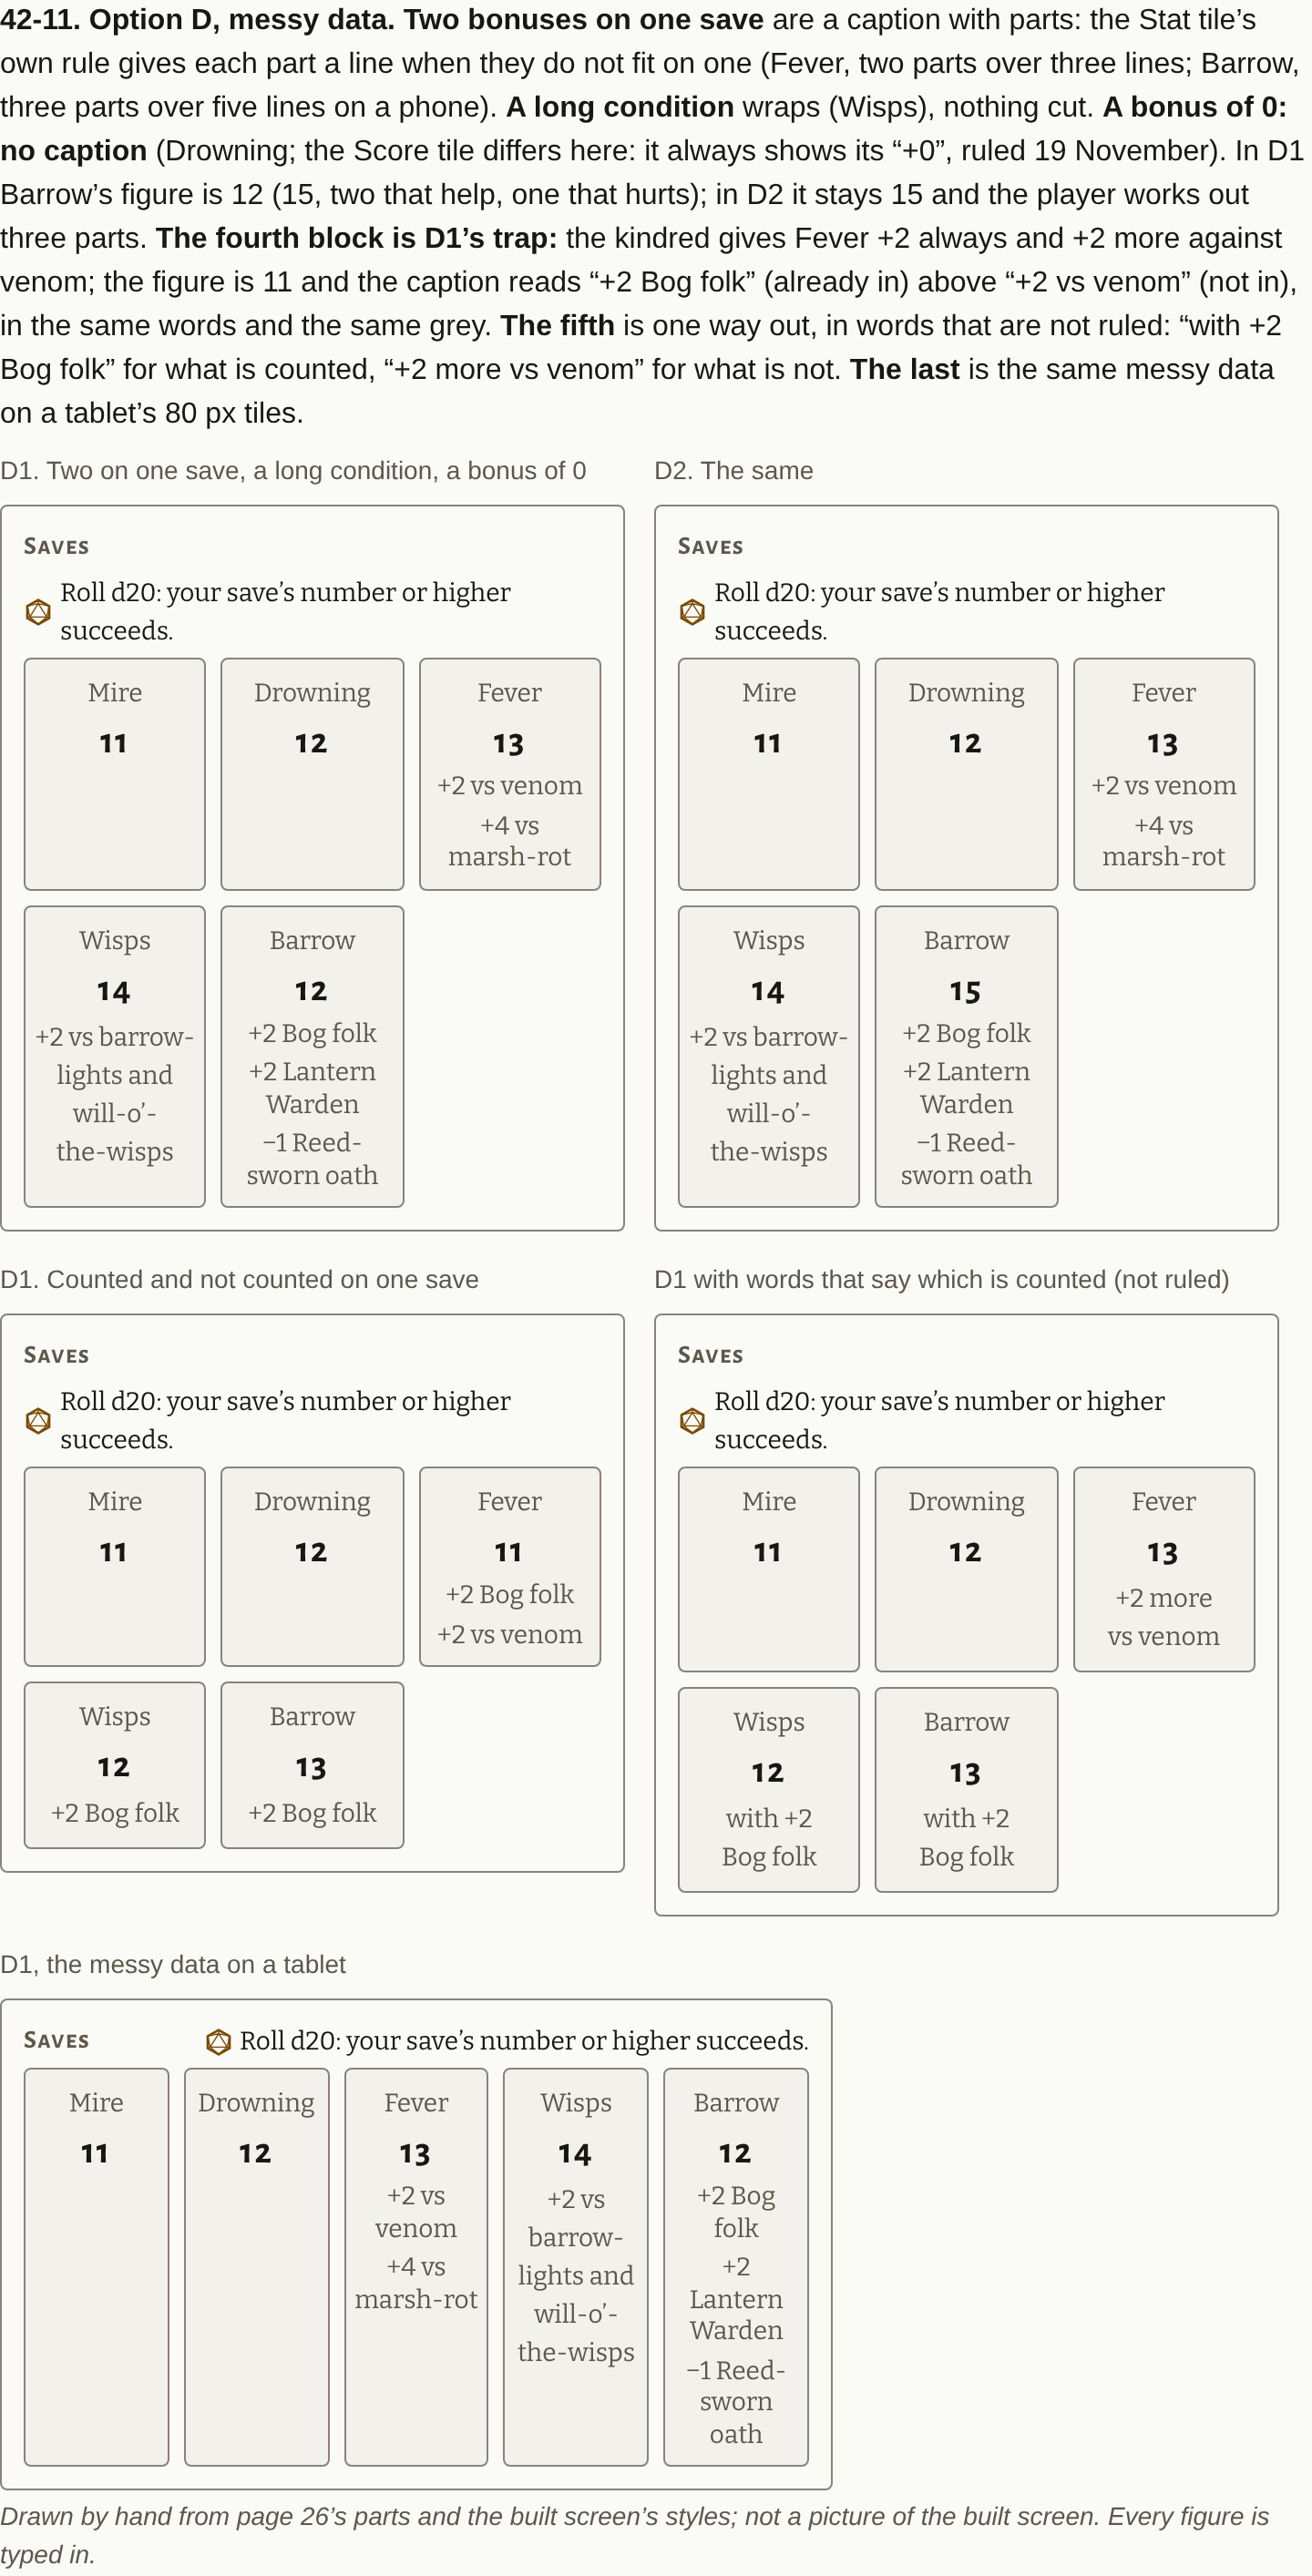 42-11. Option D, messy data. Two bonuses on one save are a caption with parts: the Stat tile’s
own rule gives each part a line when they do not fit on one (Fever, two parts over three lines; Barrow,
three parts over five lines on a phone). A long condition wraps (Wisps), nothing cut. A bonus of 0:
no caption (Drowning; the Score tile differs here: it always shows its “+0”, ruled 19 November). In D1
Barrow’s figure is 12 (15, two that help, one that hurts); in D2 it stays 15 and the player works out
three parts. The fourth block is D1’s trap: the kindred gives Fever +2 always and +2 more against
venom; the figure is 11 and the caption reads “+2 Bog folk” (already in) above “+2 vs venom” (not in),
in the same words and the same grey. The fifth is one way out, in words that are not ruled: “with +2
Bog folk” for what is counted, “+2 more vs venom” for what is not. The last is the same messy data
on a tablet’s 80 px tiles.
D1. Two on one save, a long condition, a bonus of 0
SAVES
Roll d20: your save’s number or higher
succeeds.
Mire
11
Drowning
12
Fever
13
+2 vs venom
+4 vs
marsh-rot
Wisps
14
+2 vs barrow-
lights and
will-o’-
the-wisps
Barrow
12
+2 Bog folk
+2 Lantern
Warden
−1 Reed-
sworn oath
D2. The same
SAVES
Roll d20: your save’s number or higher
succeeds.
Mire
11
Drowning
12
Fever
13
+2 vs venom
+4 vs
marsh-rot
Wisps
14
+2 vs barrow-
lights and
will-o’-
the-wisps
Barrow
15
+2 Bog folk
+2 Lantern
Warden
−1 Reed-
sworn oath
D1. Counted and not counted on one save
SAVES
Roll d20: your save’s number or higher
succeeds.
Mire
11
Drowning
12
Fever
11
+2 Bog folk
+2 vs venom
Wisps
12
+2 Bog folk
Barrow
13
+2 Bog folk
D1 with words that say which is counted (not ruled)
SAVES
Roll d20: your save’s number or higher
succeeds.
Mire
11
Drowning
12
Fever
13
+2 more
vs venom
Wisps
12
with +2
Bog folk
Barrow
13
with +2
Bog folk
D1, the messy data on a tablet
SAVES
Roll d20: your save’s number or higher succeeds.
Mire
11
Drowning
12
Fever
13
+2 vs
venom
+4 vs
marsh-rot
Wisps
14
+2 vs
barrow-
lights and
will-o’-
the-wisps
Barrow
12
+2 Bog
folk
+2
Lantern
Warden
−1 Reed-
sworn
oath
Drawn by hand from page 26’s parts and the built screen’s styles; not a picture of the built screen. Every figure is
typed in.